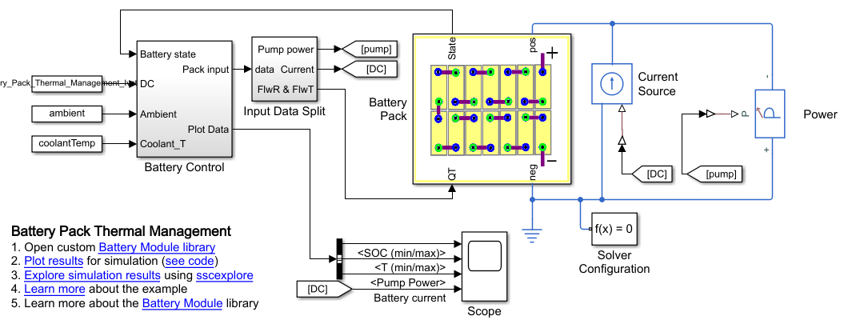 Battery state
DC
Ambient
Coolant_T
Pack input
Plot Data
Battery Control
ry_Pack_Thermal_Management_
ambient
coolantTemp
Pump power
data
Current
FlwR & FlwT
Input Data Split
[pump]
[DC]
Battery
Pack
State
pos
+
QT
neg
−
Current
Source
[DC]
P
P
-
+
Power
[pump]
f(x) = 0
Solver
Configuration
Battery Pack Thermal Management
1. Open custom Battery Module library
2. Plot results for simulation (see code)
3. Explore simulation results using sscexplore
4. Learn more about the example
5. Learn more about the Battery Module library
<SOC (min/max)>
<T (min/max)>
<Pump Power>
[DC]
Battery current
Scope